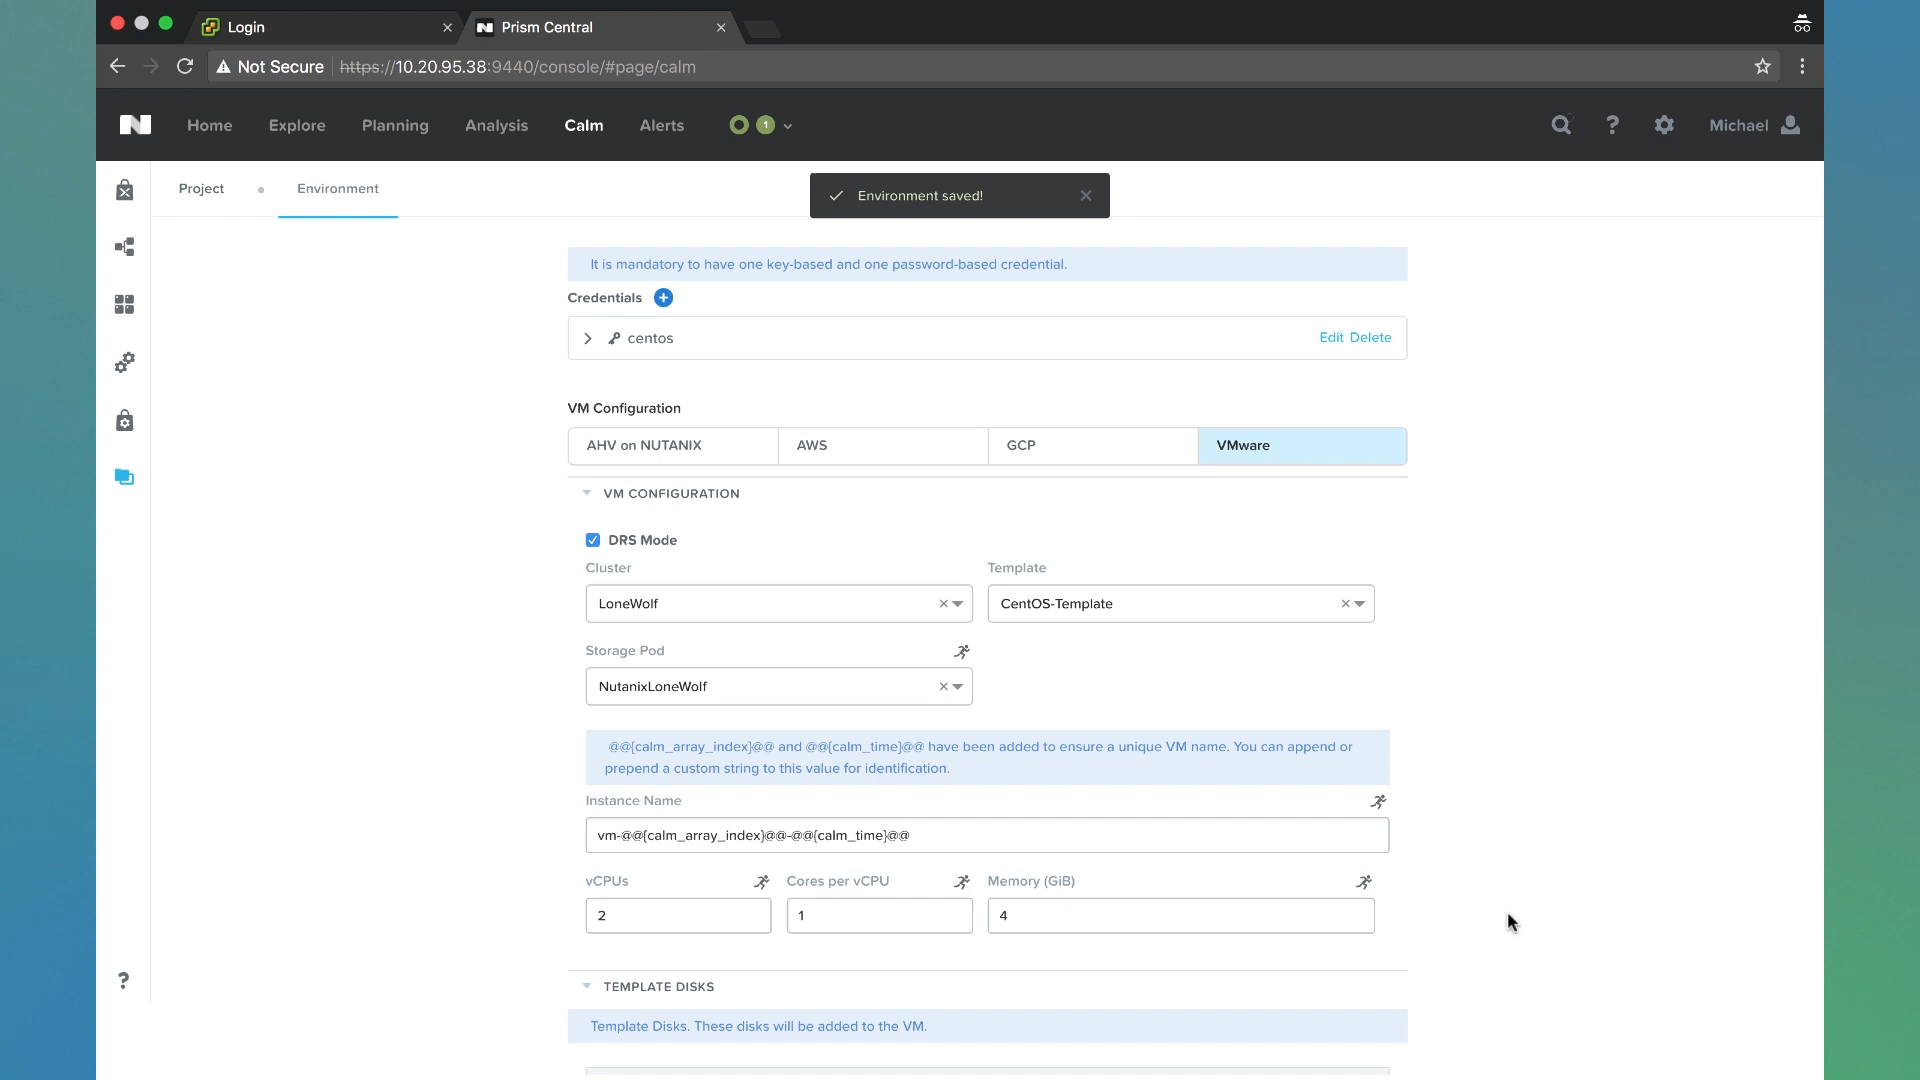 Login
Prism Central
Not Secure https://10.20.95.38:9440/console/#page/calm
Home Explore Planning Analysis Calm Alerts 1 Michael
Project Environment
Environment saved!
It is mandatory to have one key-based and one password-based credential.
Credentials
centos Edit Delete
VM Configuration
AHV on NUTANIX AWS GCP VMware
VM CONFIGURATION
DRS Mode
Cluster Template
LoneWolf CentOS-Template
Storage Pod
NutanixLoneWolf
@@{calm_array_index}@@ and @@{calm_time}@@ have been added to ensure a unique VM name. You can append or
prepend a custom string to this value for identification.
Instance Name
vm-@@{calm_array_index}@@-@@{calm_time}@@
vCPUs Cores per vCPU Memory (GiB)
2 1 4
TEMPLATE DISKS
Template Disks. These disks will be added to the VM.